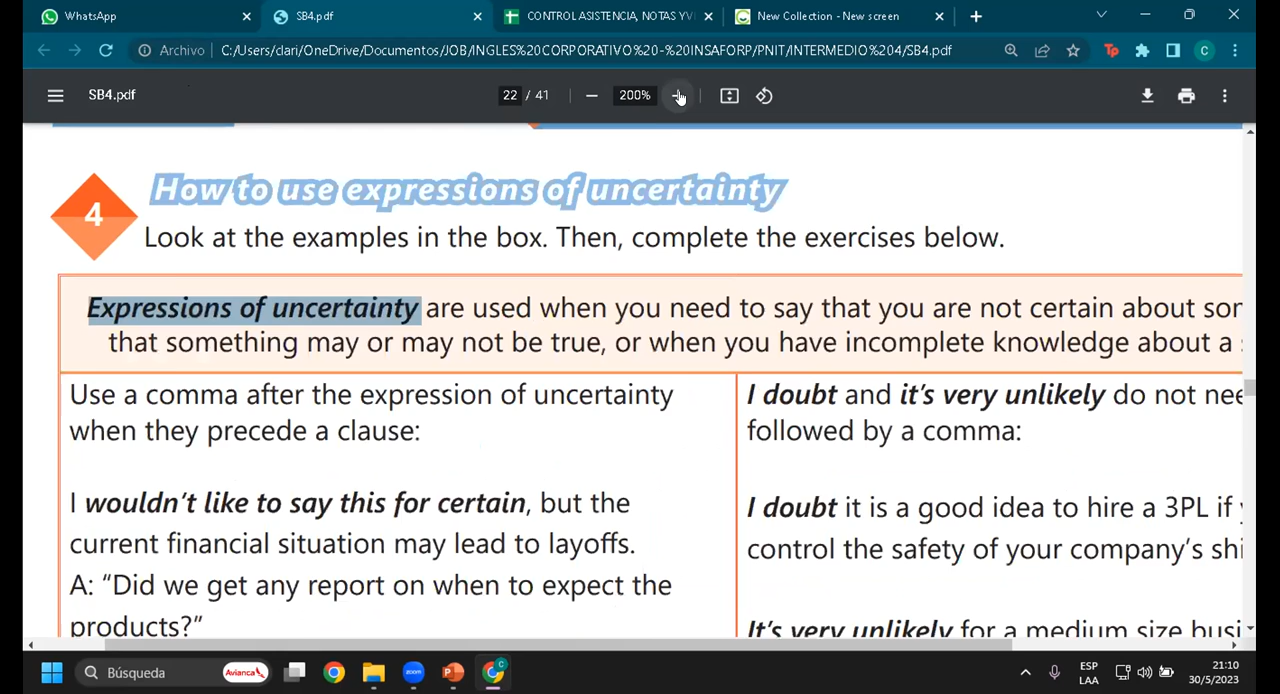 WhatsApp
SB4.pdf
CONTROL ASISTENCIA, NOTAS YVI
New Collection - New screen
Archivo
C:/Users/clari/OneDrive/Documentos/JOB/INGLES%20CORPORATIVO%20-%20INSAFORP/PNIT/INTERMEDIO%204/SB4.pdf
Tp
C
SB4.pdf
22 / 41
200%
4
How to use expressions of uncertainty
Look at the examples in the box. Then, complete the exercises below.
Expressions of uncertainty are used when you need to say that you are not certain about
that something may or may not be true, or when you have incomplete knowledge about a
Use a comma after the expression of uncertainty
when they precede a clause:
I wouldn't like to say this for certain, but the
current financial situation may lead to layoffs.
A: “Did we get any report on when to expect the
products?”
I doubt and it's very unlikely do not
followed by a comma:
I doubt it is a good idea to hire a 3PL if
control the safety of your company's
It's very unlikely for a medium size
Búsqueda
Avianca
zoom
ESP
LAA
21:10
30/5/2023